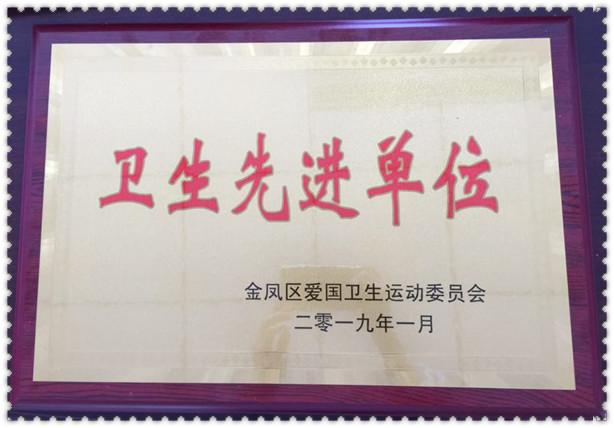 卫生先进单位
金凤区爱国卫生运动委员会
二零一九年一月